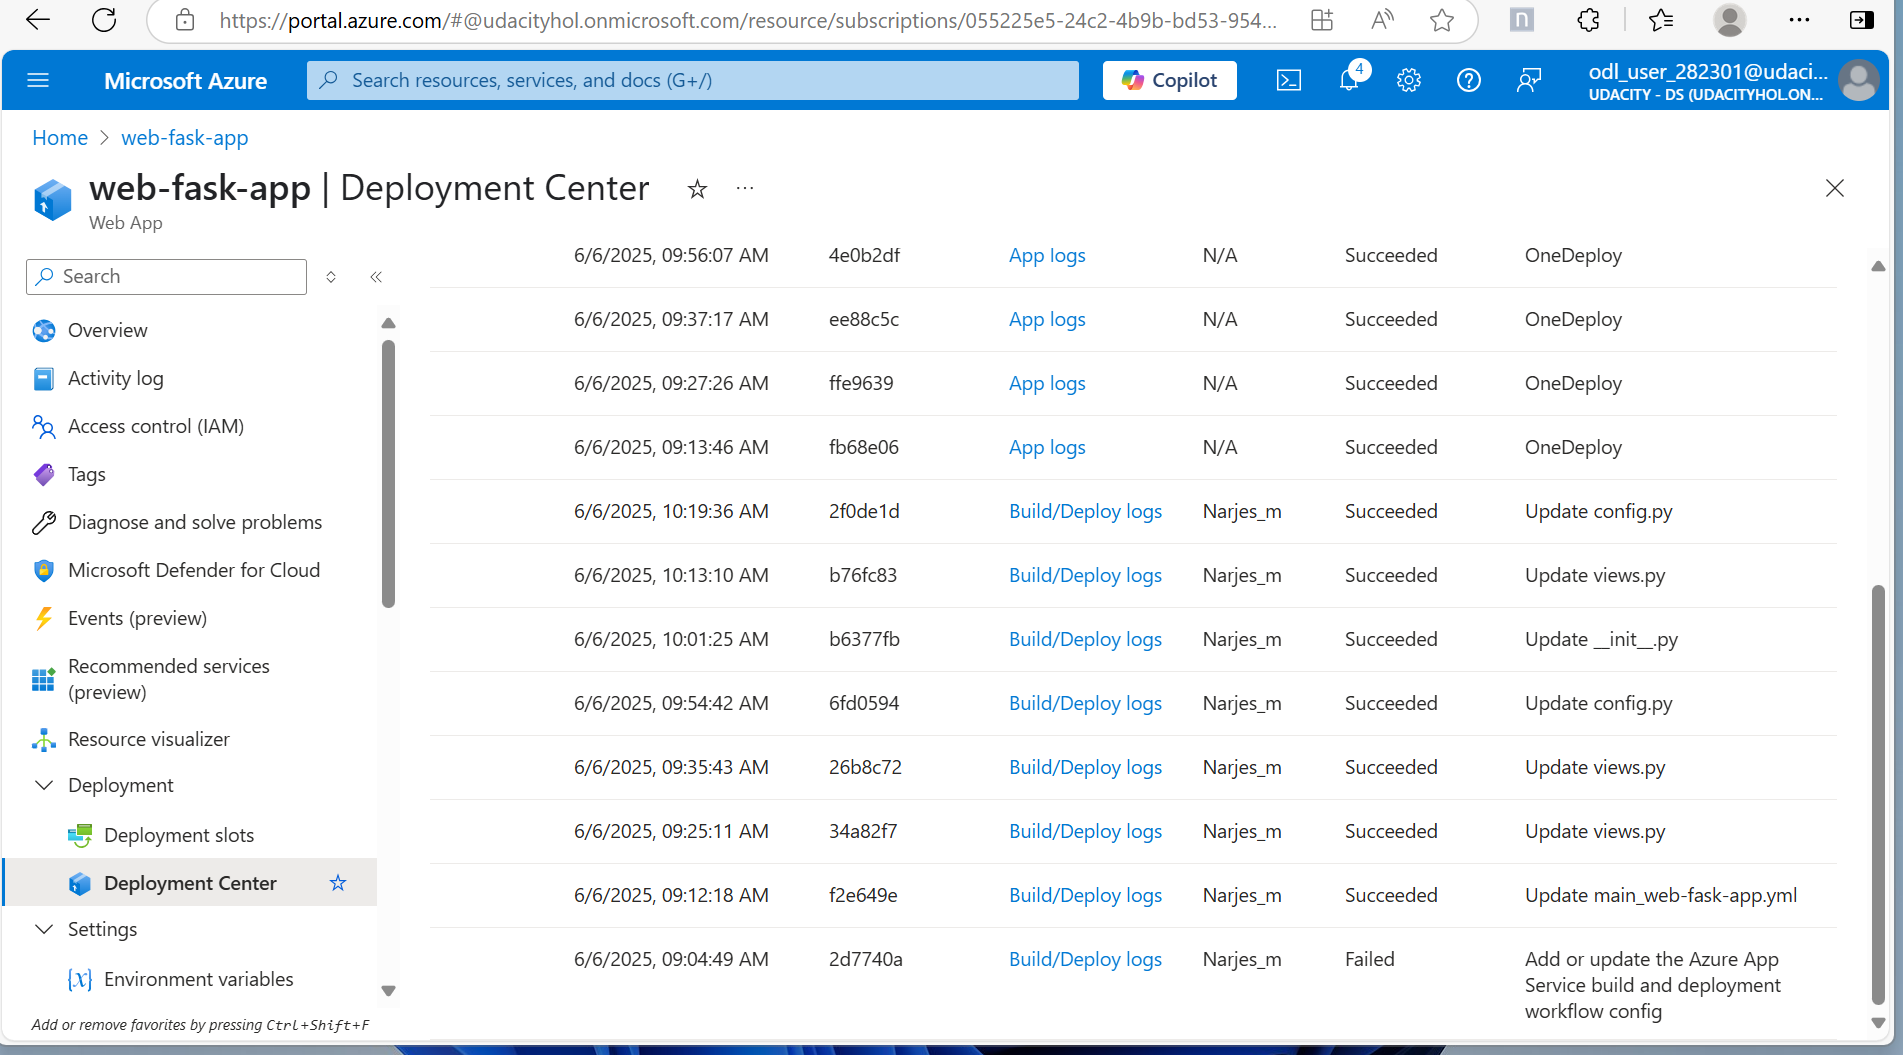 https://portal.azure.com/#@udacityhol.onmicrosoft.com/resource/subscriptions/055225e5-24c2-4b9b-bd53-954...
Microsoft Azure
Search resources, services, and docs (G+/)
Copilot
4
odl_user_282301@udaci...
UDACITY - DS (UDACITYHOL.ON...
Home > web-fask-app
web-fask-app | Deployment Center
Web App
Search
Overview
Activity log
Access control (IAM)
Tags
Diagnose and solve problems
Microsoft Defender for Cloud
Events (preview)
Recommended services
(preview)
Resource visualizer
Deployment
Deployment slots
Deployment Center
Settings
Environment variables
Add or remove favorites by pressing Ctrl+Shift+F
6/6/2025, 09:56:07 AM 4e0b2df App logs N/A Succeeded OneDeploy
6/6/2025, 09:37:17 AM ee88c5c App logs N/A Succeeded OneDeploy
6/6/2025, 09:27:26 AM ffe9639 App logs N/A Succeeded OneDeploy
6/6/2025, 09:13:46 AM fb68e06 App logs N/A Succeeded OneDeploy
6/6/2025, 10:19:36 AM 2f0de1d Build/Deploy logs Narjes_m Succeeded Update config.py
6/6/2025, 10:13:10 AM b76fc83 Build/Deploy logs Narjes_m Succeeded Update views.py
6/6/2025, 10:01:25 AM b6377fb Build/Deploy logs Narjes_m Succeeded Update __init__.py
6/6/2025, 09:54:42 AM 6fd0594 Build/Deploy logs Narjes_m Succeeded Update config.py
6/6/2025, 09:35:43 AM 26b8c72 Build/Deploy logs Narjes_m Succeeded Update views.py
6/6/2025, 09:25:11 AM 34a82f7 Build/Deploy logs Narjes_m Succeeded Update views.py
6/6/2025, 09:12:18 AM f2e649e Build/Deploy logs Narjes_m Succeeded Update main_web-fask-app.yml
6/6/2025, 09:04:49 AM 2d7740a Build/Deploy logs Narjes_m Failed Add or update the Azure App
Service build and deployment
workflow config